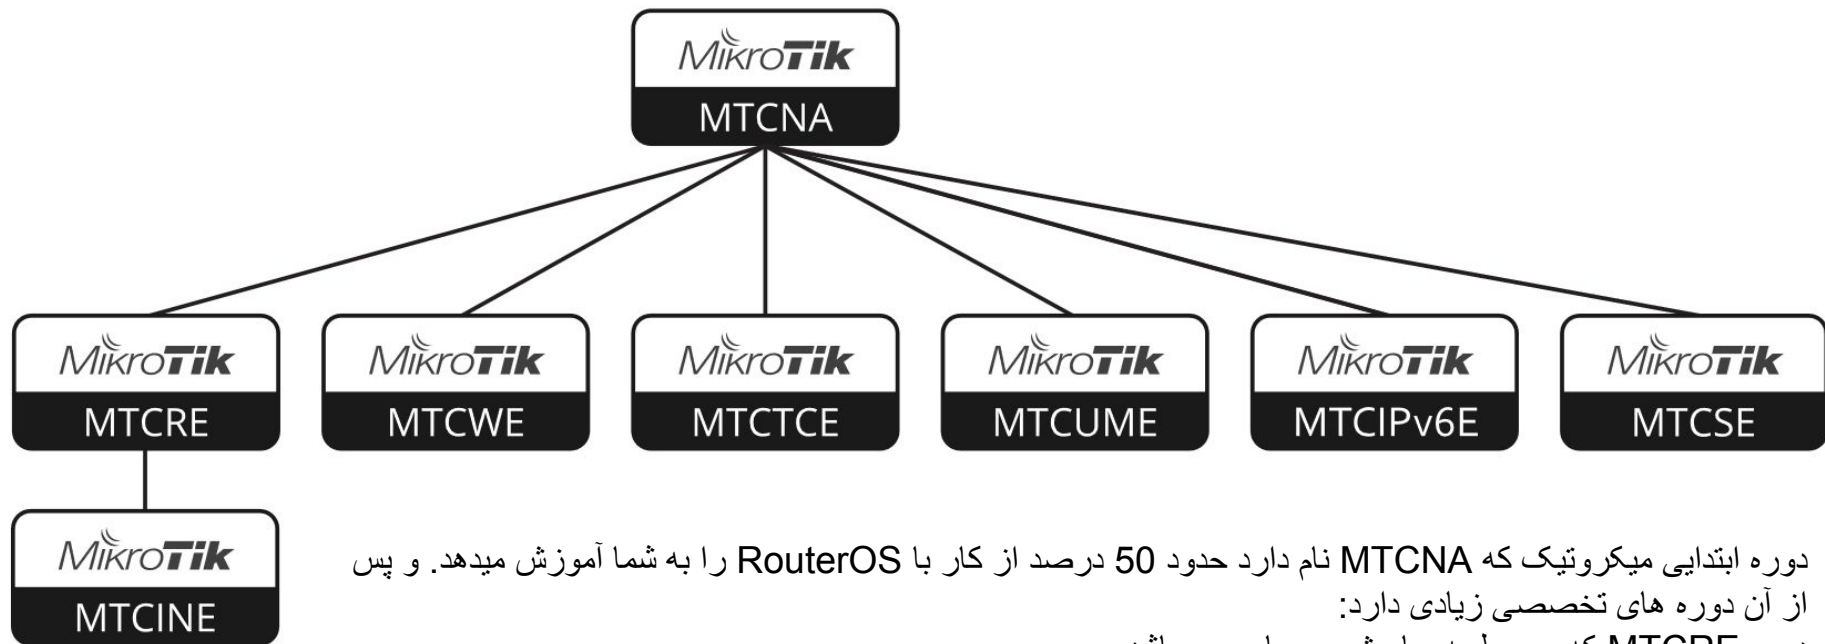 MikroTik
MTCNA
MikroTik
MTCRE
MikroTik
MTCWE
MikroTik
MTCTCE
MikroTik
MTCUME
MikroTik
MTCIPv6E
MikroTik
MTCSE
MikroTik
MTCINE
دوره ابتدایی میکروتیک که MTCNA نام دارد حدود 50 درصد از کار با RouterOS را به شما آموزش میدهد. و پس
از آن دوره های تخصصی زیادی دارد:
MTCRE که